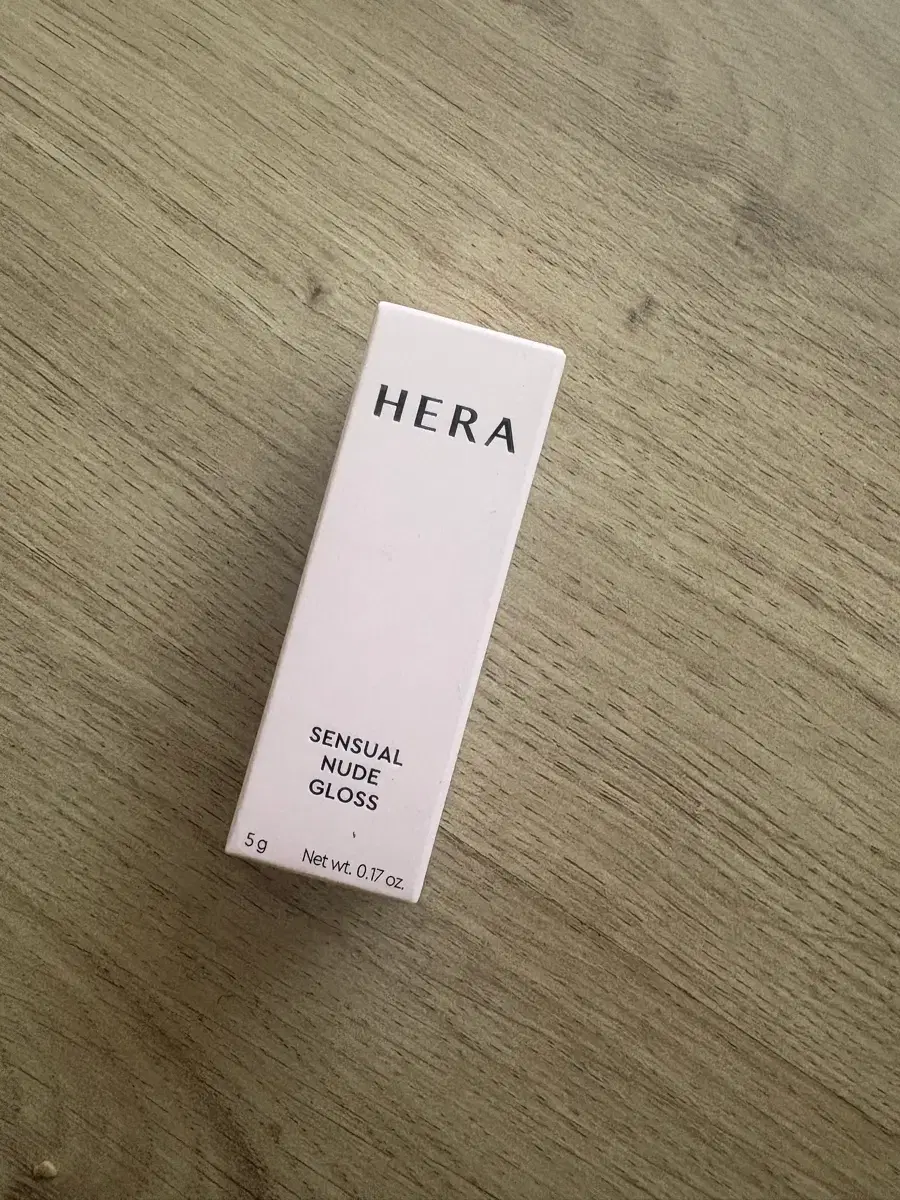 HERA
SENSUAL
NUDE
GLOSS
5 g Net wt. 0.17 oz.